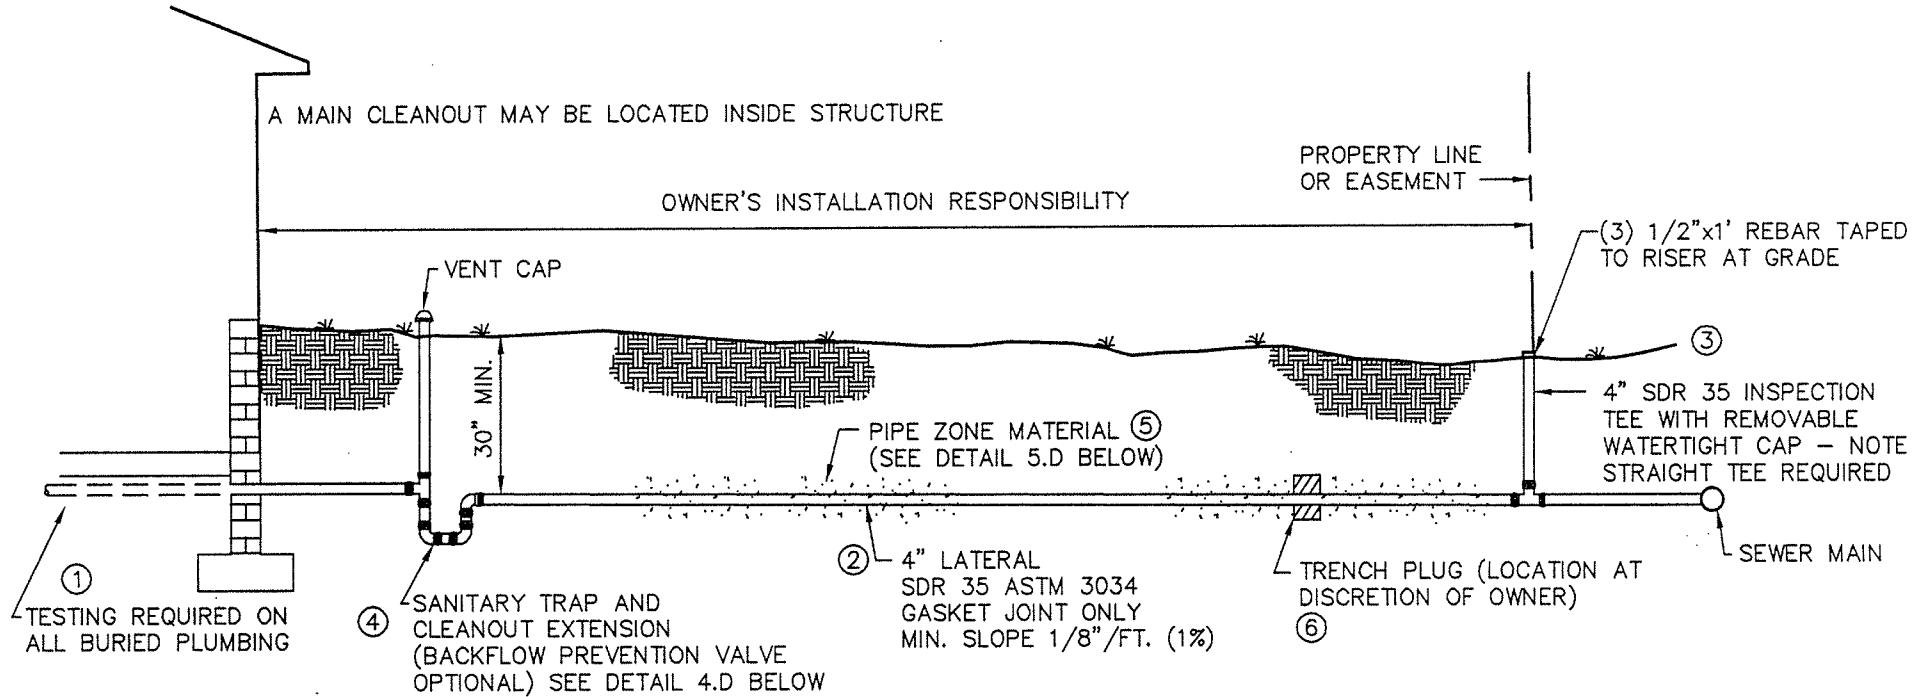 A MAIN CLEANOUT MAY BE LOCATED INSIDE STRUCTURE
PROPERTY LINE
OR EASEMENT
OWNER'S INSTALLATION RESPONSIBILITY
(3) 1/2"x1' REBAR TAPED
TO RISER AT GRADE
VENT CAP
3
30" MIN.
4" SDR 35 INSPECTION
TEE WITH REMOVABLE
WATERTIGHT CAP – NOTE
STRAIGHT TEE REQUIRED
PIPE ZONE MATERIAL 5
(SEE DETAIL 5.D BELOW)
SEWER MAIN
1
TESTING REQUIRED ON
ALL BURIED PLUMBING
4
SANITARY TRAP AND
CLEANOUT EXTENSION
(BACKFLOW PREVENTION VALVE
OPTIONAL) SEE DETAIL 4.D BELOW
2
4" LATERAL
SDR 35 ASTM 3034
GASKET JOINT ONLY
MIN. SLOPE 1/8"/FT. (1%)
TRENCH PLUG (LOCATION AT
DISCRETION OF OWNER)
6